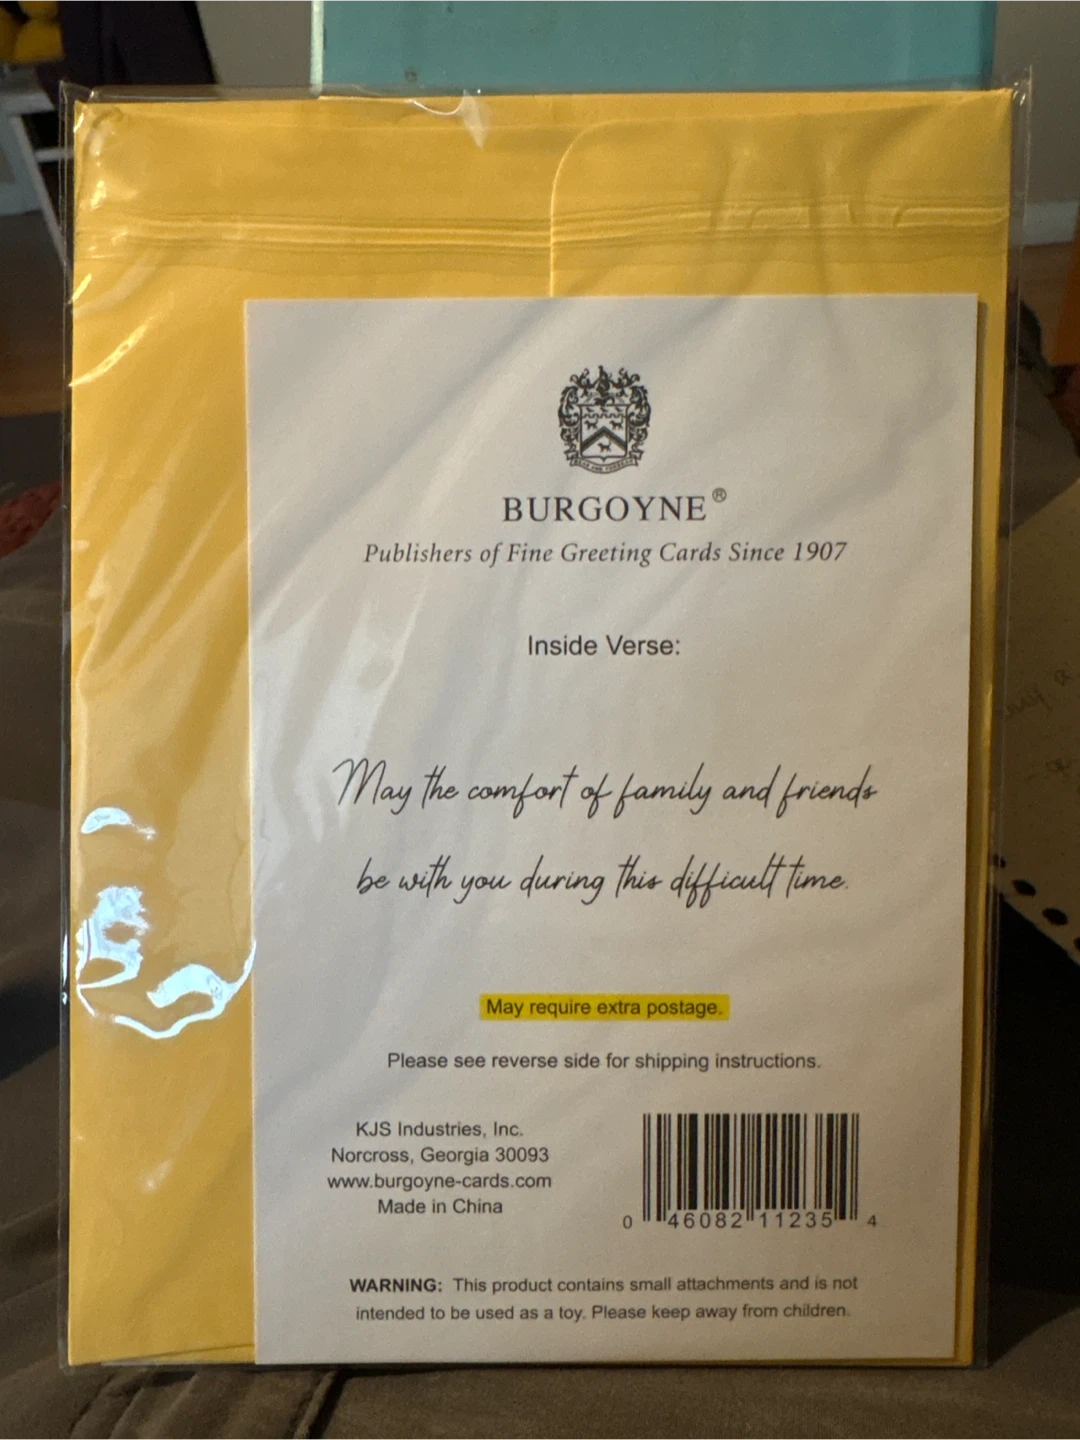 BURGOYNE®
Publishers of Fine Greeting Cards Since 1907
Inside Verse:
May the comfort of family and friends
be with you during this difficult time.
May require extra postage.
Please see reverse side for shipping instructions.
KJS Industries, Inc.
Norcross, Georgia 30093
www.burgoyne-cards.com
Made in China
0 46082 11235 4
WARNING: This product contains small attachments and is not
intended to be used as a toy. Please keep away from children.